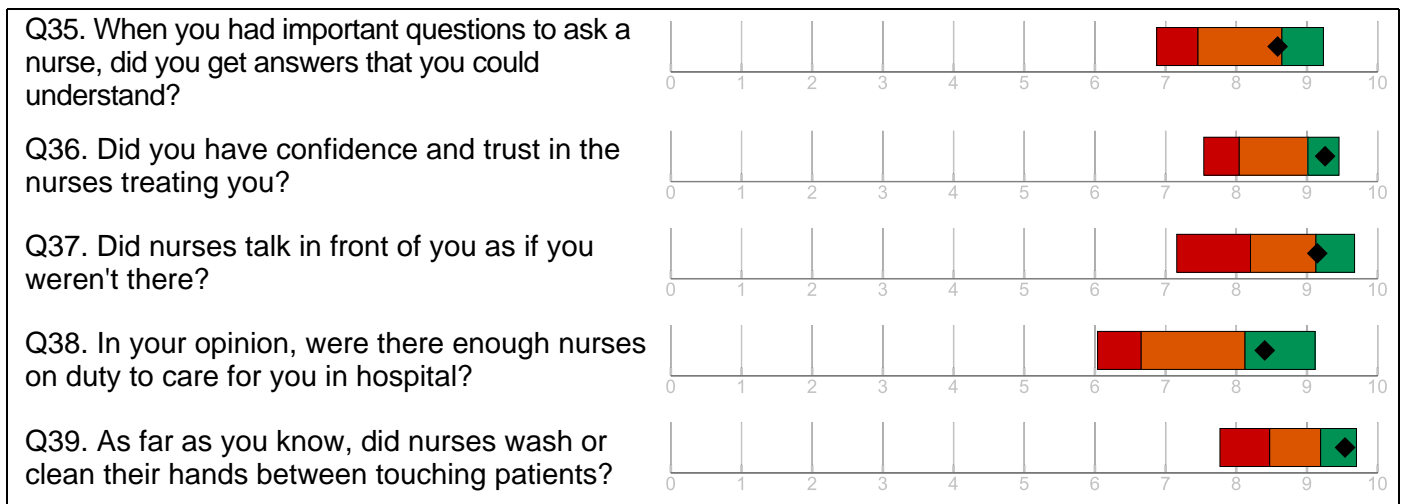 Q35. When you had important questions to ask a
nurse, did you get answers that you could
understand?
0 1 2 3 4 5 6 7 8 9 10
Q36. Did you have confidence and trust in the
nurses treating you?
0 1 2 3 4 5 6 7 8 9 10
Q37. Did nurses talk in front of you as if you
weren't there?
0 1 2 3 4 5 6 7 8 9 10
Q38. In your opinion, were there enough nurses
on duty to care for you in hospital?
0 1 2 3 4 5 6 7 8 9 10
Q39. As far as you know, did nurses wash or
clean their hands between touching patients?
0 1 2 3 4 5 6 7 8 9 10